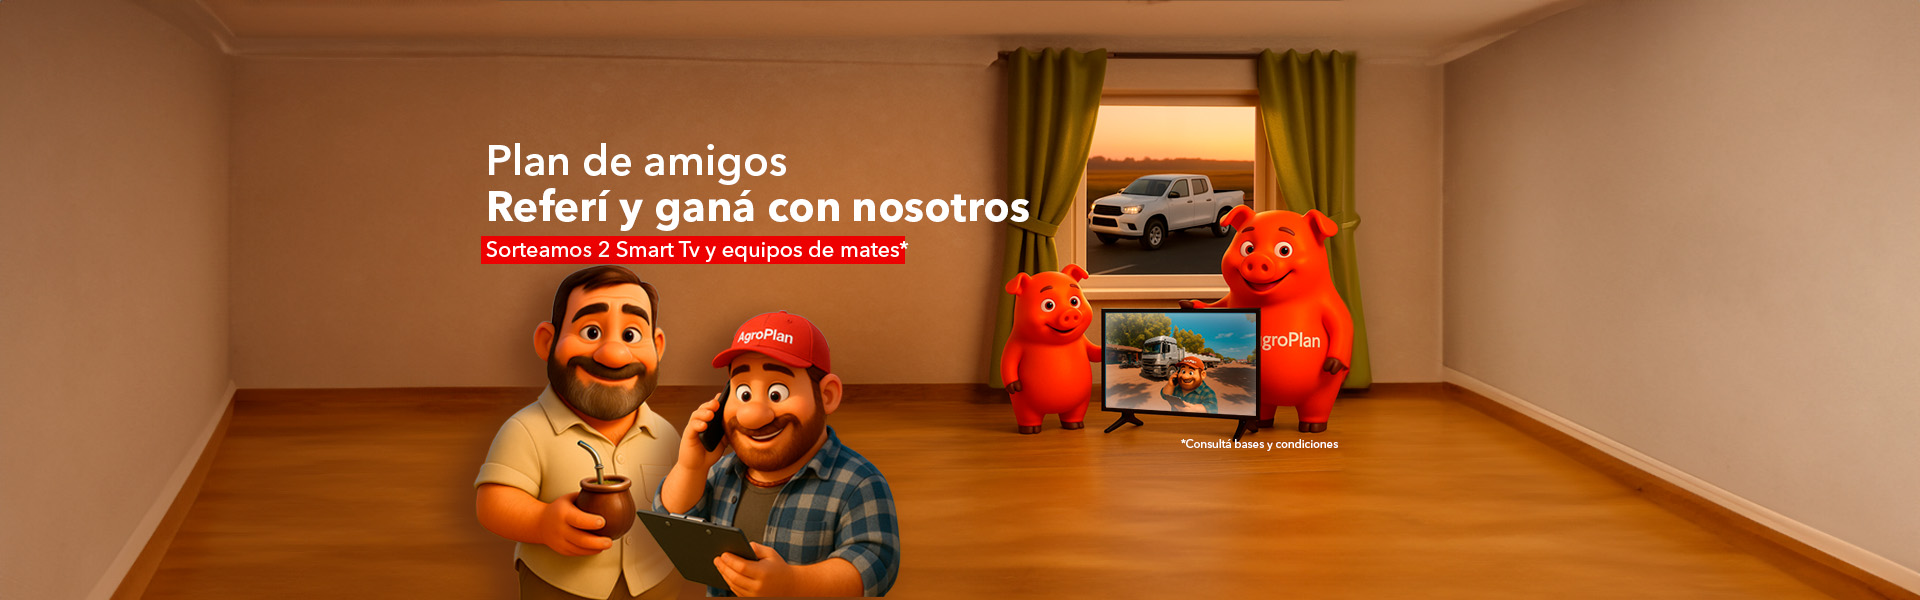 Plan de amigos
Referí y ganá con nosotros
Sorteamos 2 Smart Tv y equipos de mates*
AgroPlan
groPlan
*Consultá bases y condiciones